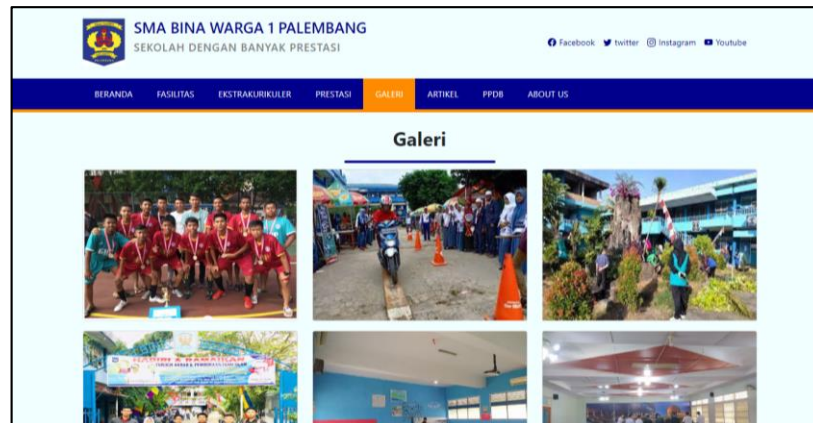 SMA BINA WARGA 1 PALEMBANG
SEKOLAH DENGAN BANYAK PRESTASI
Facebook twitter Instagram Youtube
BERANDA FASILITAS EKSTRAKURIKULER PRESTASI GALERI ARTIKEL PPDB ABOUT US
Galeri